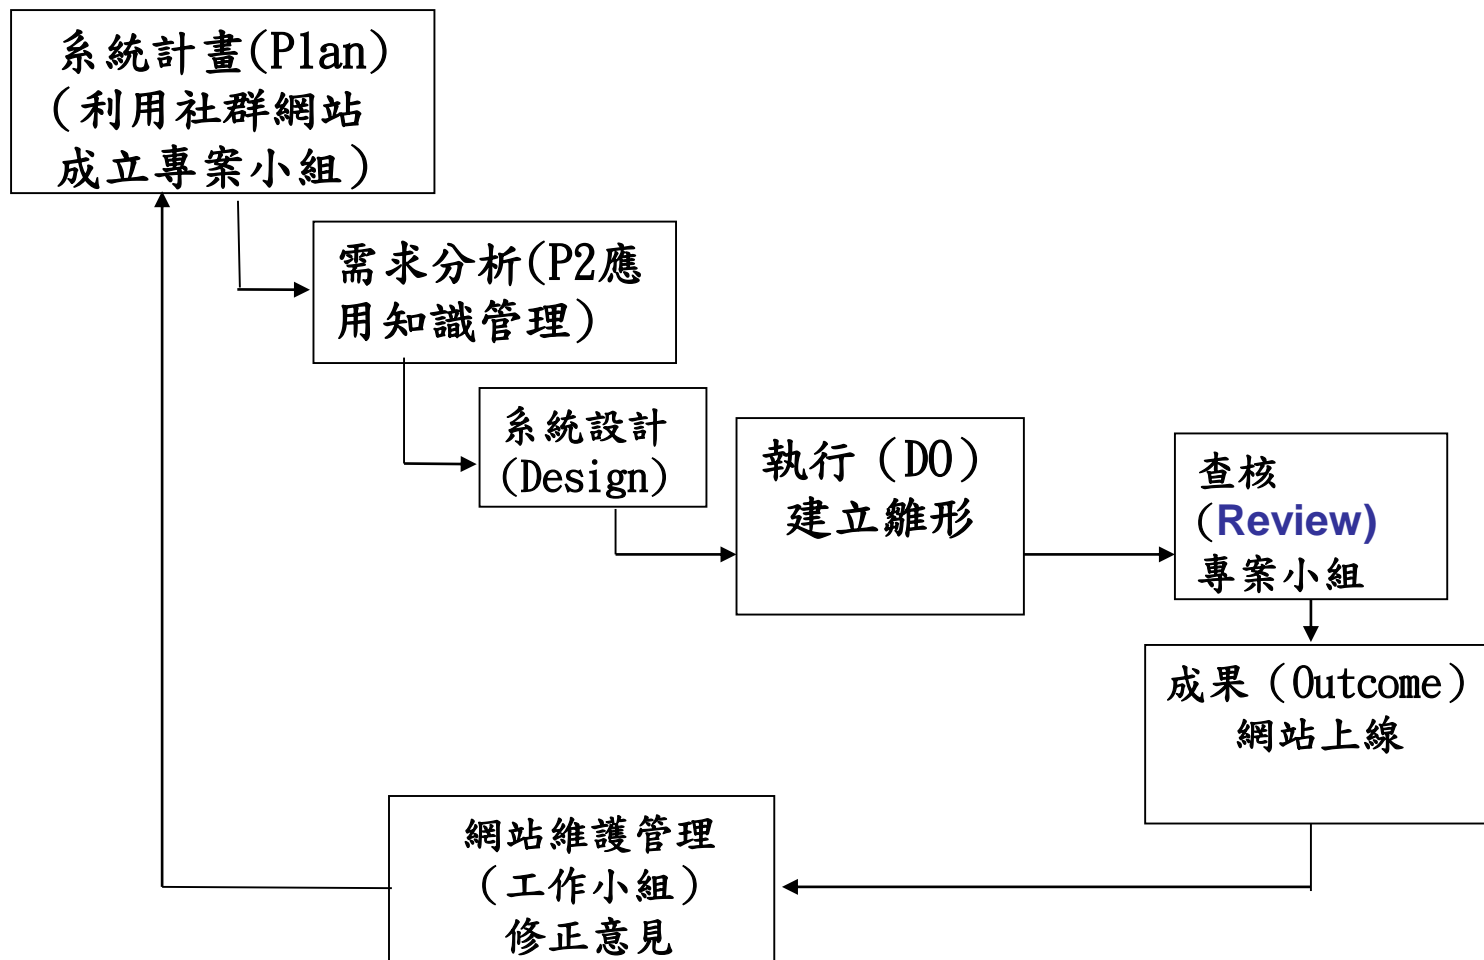 系統計畫(Plan)
(利用社群網站
成立專案小組)
需求分析(P2應
用知識管理)
系統設計
(Design)
執行（DO）
建立雛形
查核
(Review)
專案小組
成果（Outcome）
網站上線
網站維護管理
（工作小組）
修正意見